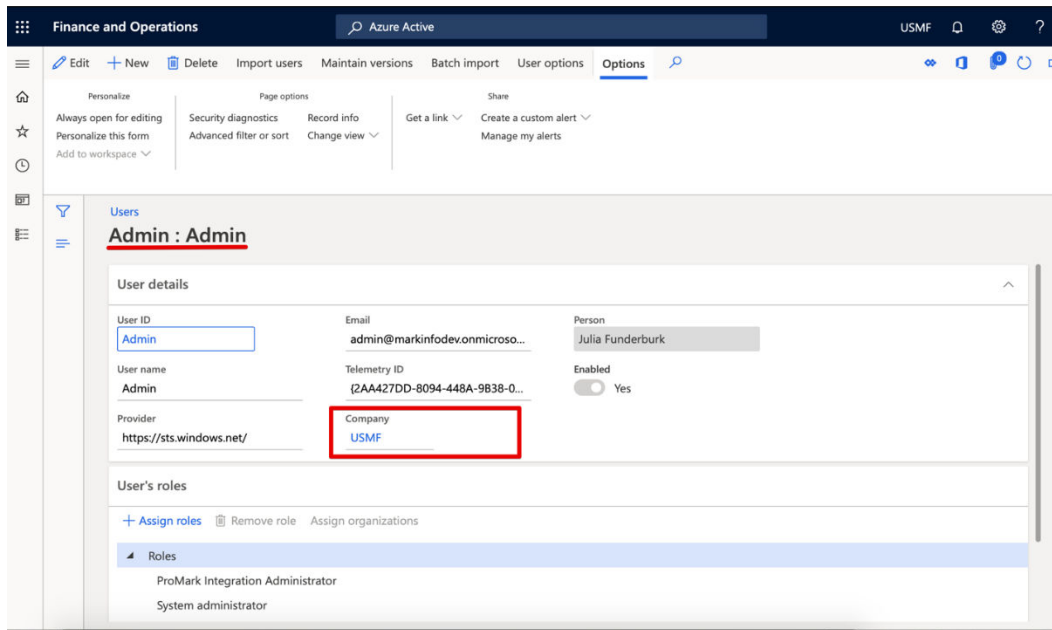 Finance and Operations
Azure Active
USMF
?
Edit New Delete Import users Maintain versions Batch import User options Options
0
Personalize Page options Share
Always open for editing Security diagnostics Record info Get a link Create a custom alert
Personalize this form Advanced filter or sort Change view Manage my alerts
Add to workspace
Users
Admin : Admin
User details
User ID Email Person
Admin admin@markinfodev.onmicroso... Julia Funderburk
User name Telemetry ID Enabled
Admin {2AA427DD-8094-448A-9B38-0... Yes
Provider Company
https://sts.windows.net/ USMF
User's roles
+ Assign roles Remove role Assign organizations
Roles
ProMark Integration Administrator
System administrator